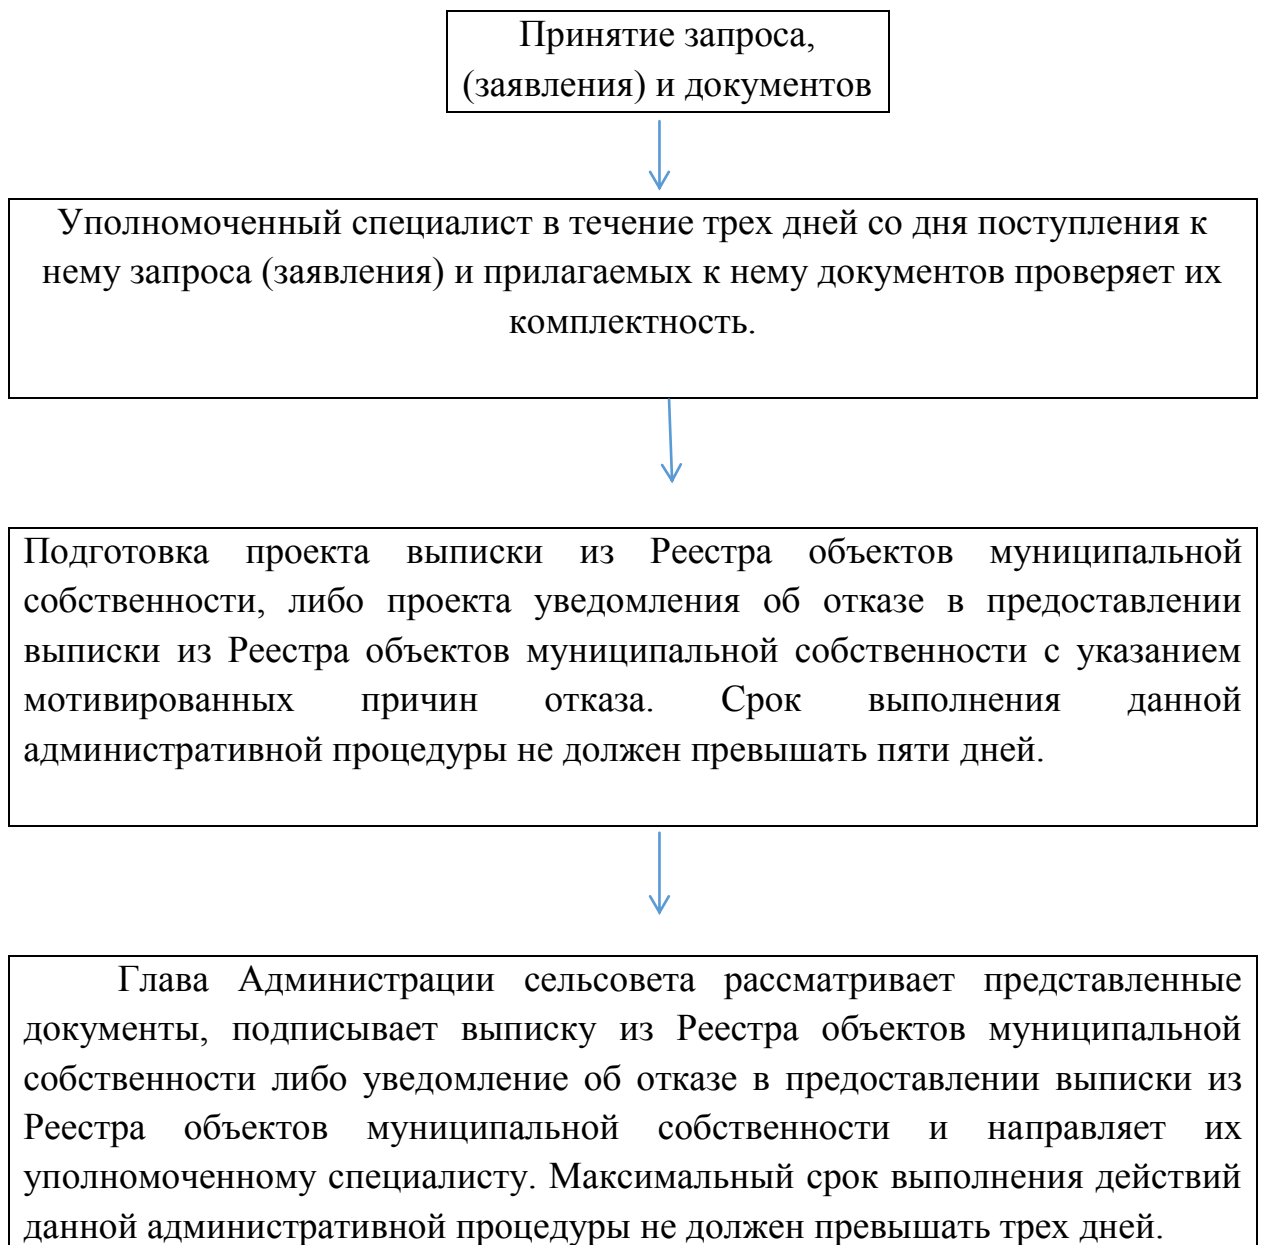 Принятие запроса,
(заявления) и документов
Уполномоченный специалист в течение трех дней со дня поступления к
нему запроса (заявления) и прилагаемых к нему документов проверяет их
комплектность.
Подготовка проекта выписки из Реестра объектов муниципальной
собственности, либо проекта уведомления об отказе в предоставлении
выписки из Реестра объектов муниципальной собственности с указанием
мотивированных причин отказа. Срок выполнения данной
административной процедуры не должен превышать пяти дней.
Глава Администрации сельсовета рассматривает представленные
документы, подписывает выписку из Реестра объектов муниципальной
собственности либо уведомление об отказе в предоставлении выписки из
Реестра объектов муниципальной собственности и направляет их
уполномоченному специалисту. Максимальный срок выполнения действий
данной административной процедуры не должен превышать трех дней.